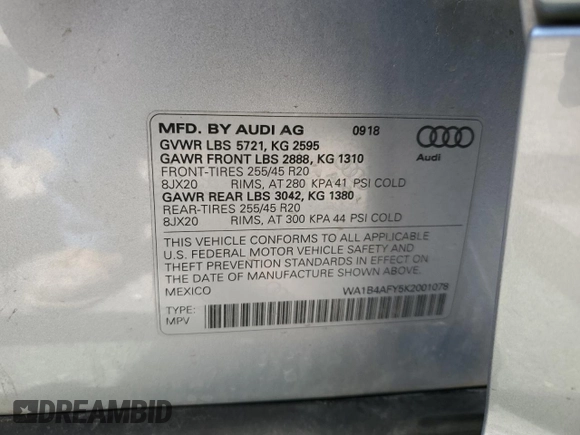 MFD. BY AUDI AG 0918
GVWR LBS 5721, KG 2595
GAWR FRONT LBS 2888, KG 1310
FRONT-TIRES 255/45 R20
8JX20 RIMS, AT 280 KPA 41 PSI COLD
GAWR REAR LBS 3042, KG 1380
REAR-TIRES 255/45 R20
8JX20 RIMS, AT 300 KPA 44 PSI COLD
Audi
THIS VEHICLE CONFORMS TO ALL APPLICABLE
U.S. FEDERAL MOTOR VEHICLE SAFETY AND
THEFT PREVENTION STANDARDS IN EFFECT ON
THE DATE OF MANUFACTURE SHOWN ABOVE.
MEXICO WA1B4AFY5K2001078
TYPE:
MPV
DREAMBID